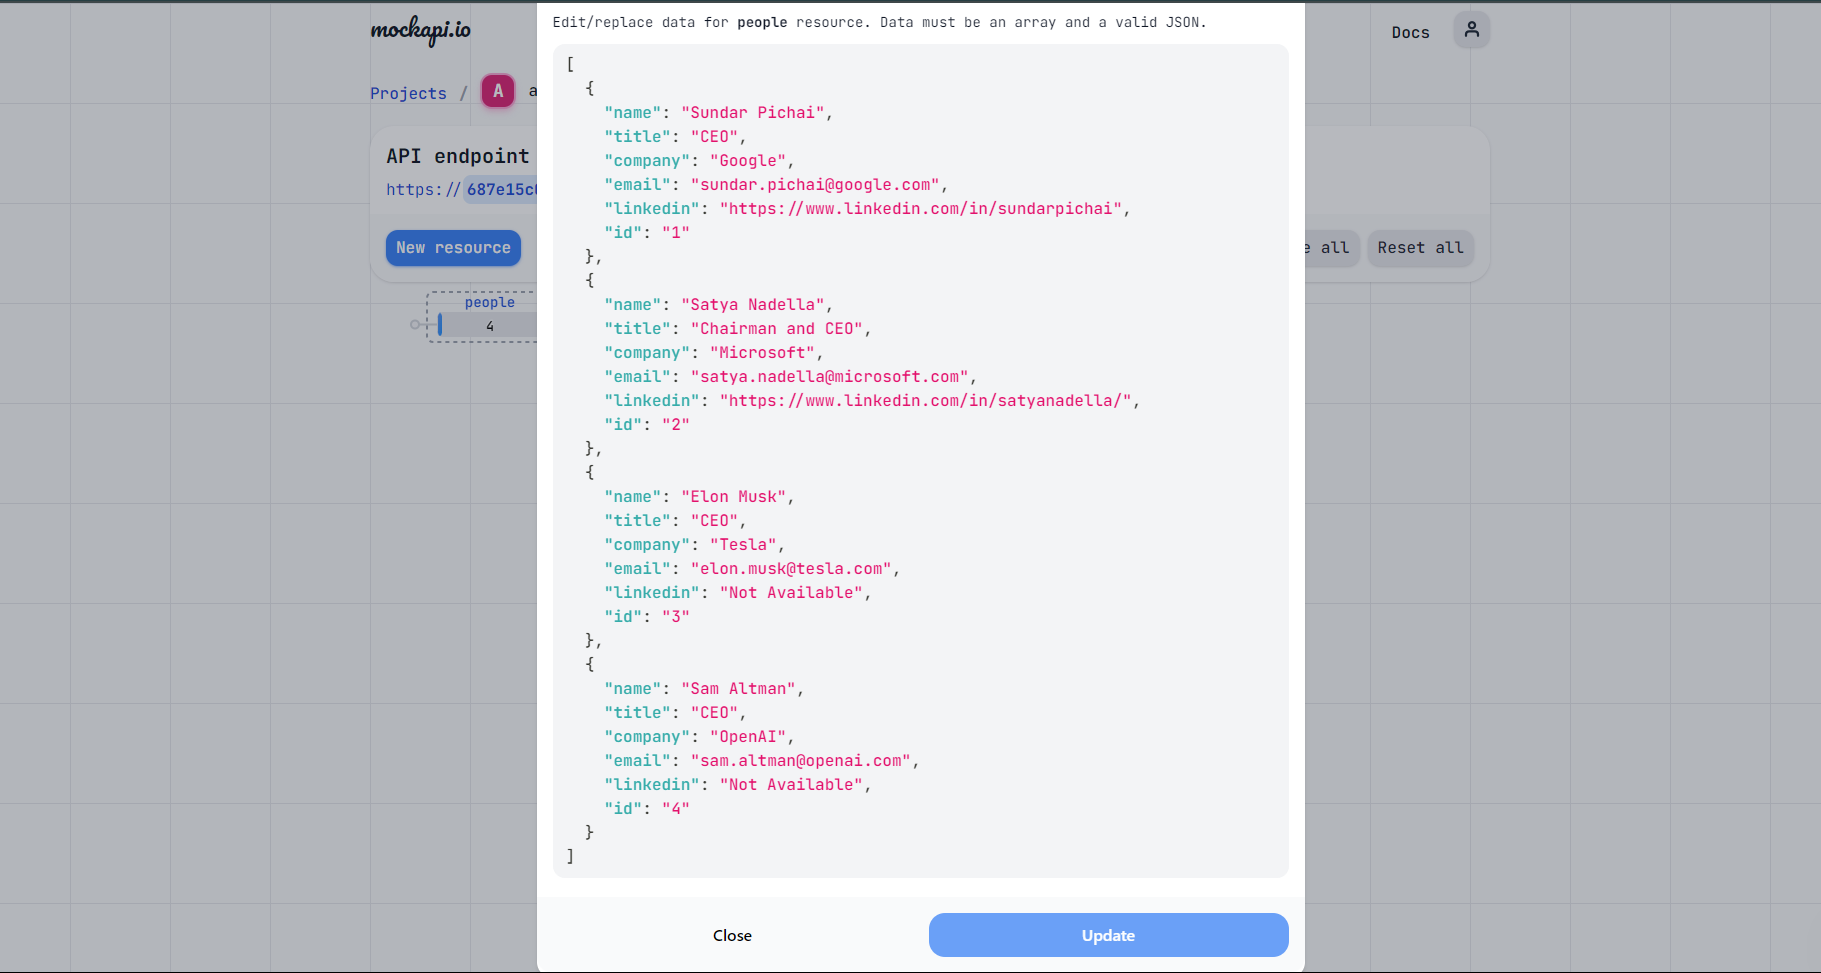 mockapi.io
Docs
Projects / A a
API endpoint
https://687e15c
New resource
e all
Reset all
people
4
Edit/replace data for people resource. Data must be an array and a valid JSON.
[
{
"name": "Sundar Pichai",
"title": "CEO",
"company": "Google",
"email": "sundar.pichai@google.com",
"linkedin": "https://www.linkedin.com/in/sundarpichai",
"id": "1"
},
{
"name": "Satya Nadella",
"title": "Chairman and CEO",
"company": "Microsoft",
"email": "satya.nadella@microsoft.com",
"linkedin": "https://www.linkedin.com/in/satyanadella/",
"id": "2"
},
{
"name": "Elon Musk",
"title": "CEO",
"company": "Tesla",
"email": "elon.musk@tesla.com",
"linkedin": "Not Available",
"id": "3"
},
{
"name": "Sam Altman",
"title": "CEO",
"company": "OpenAI",
"email": "sam.altman@openai.com",
"linkedin": "Not Available",
"id": "4"
}
]
Close
Update